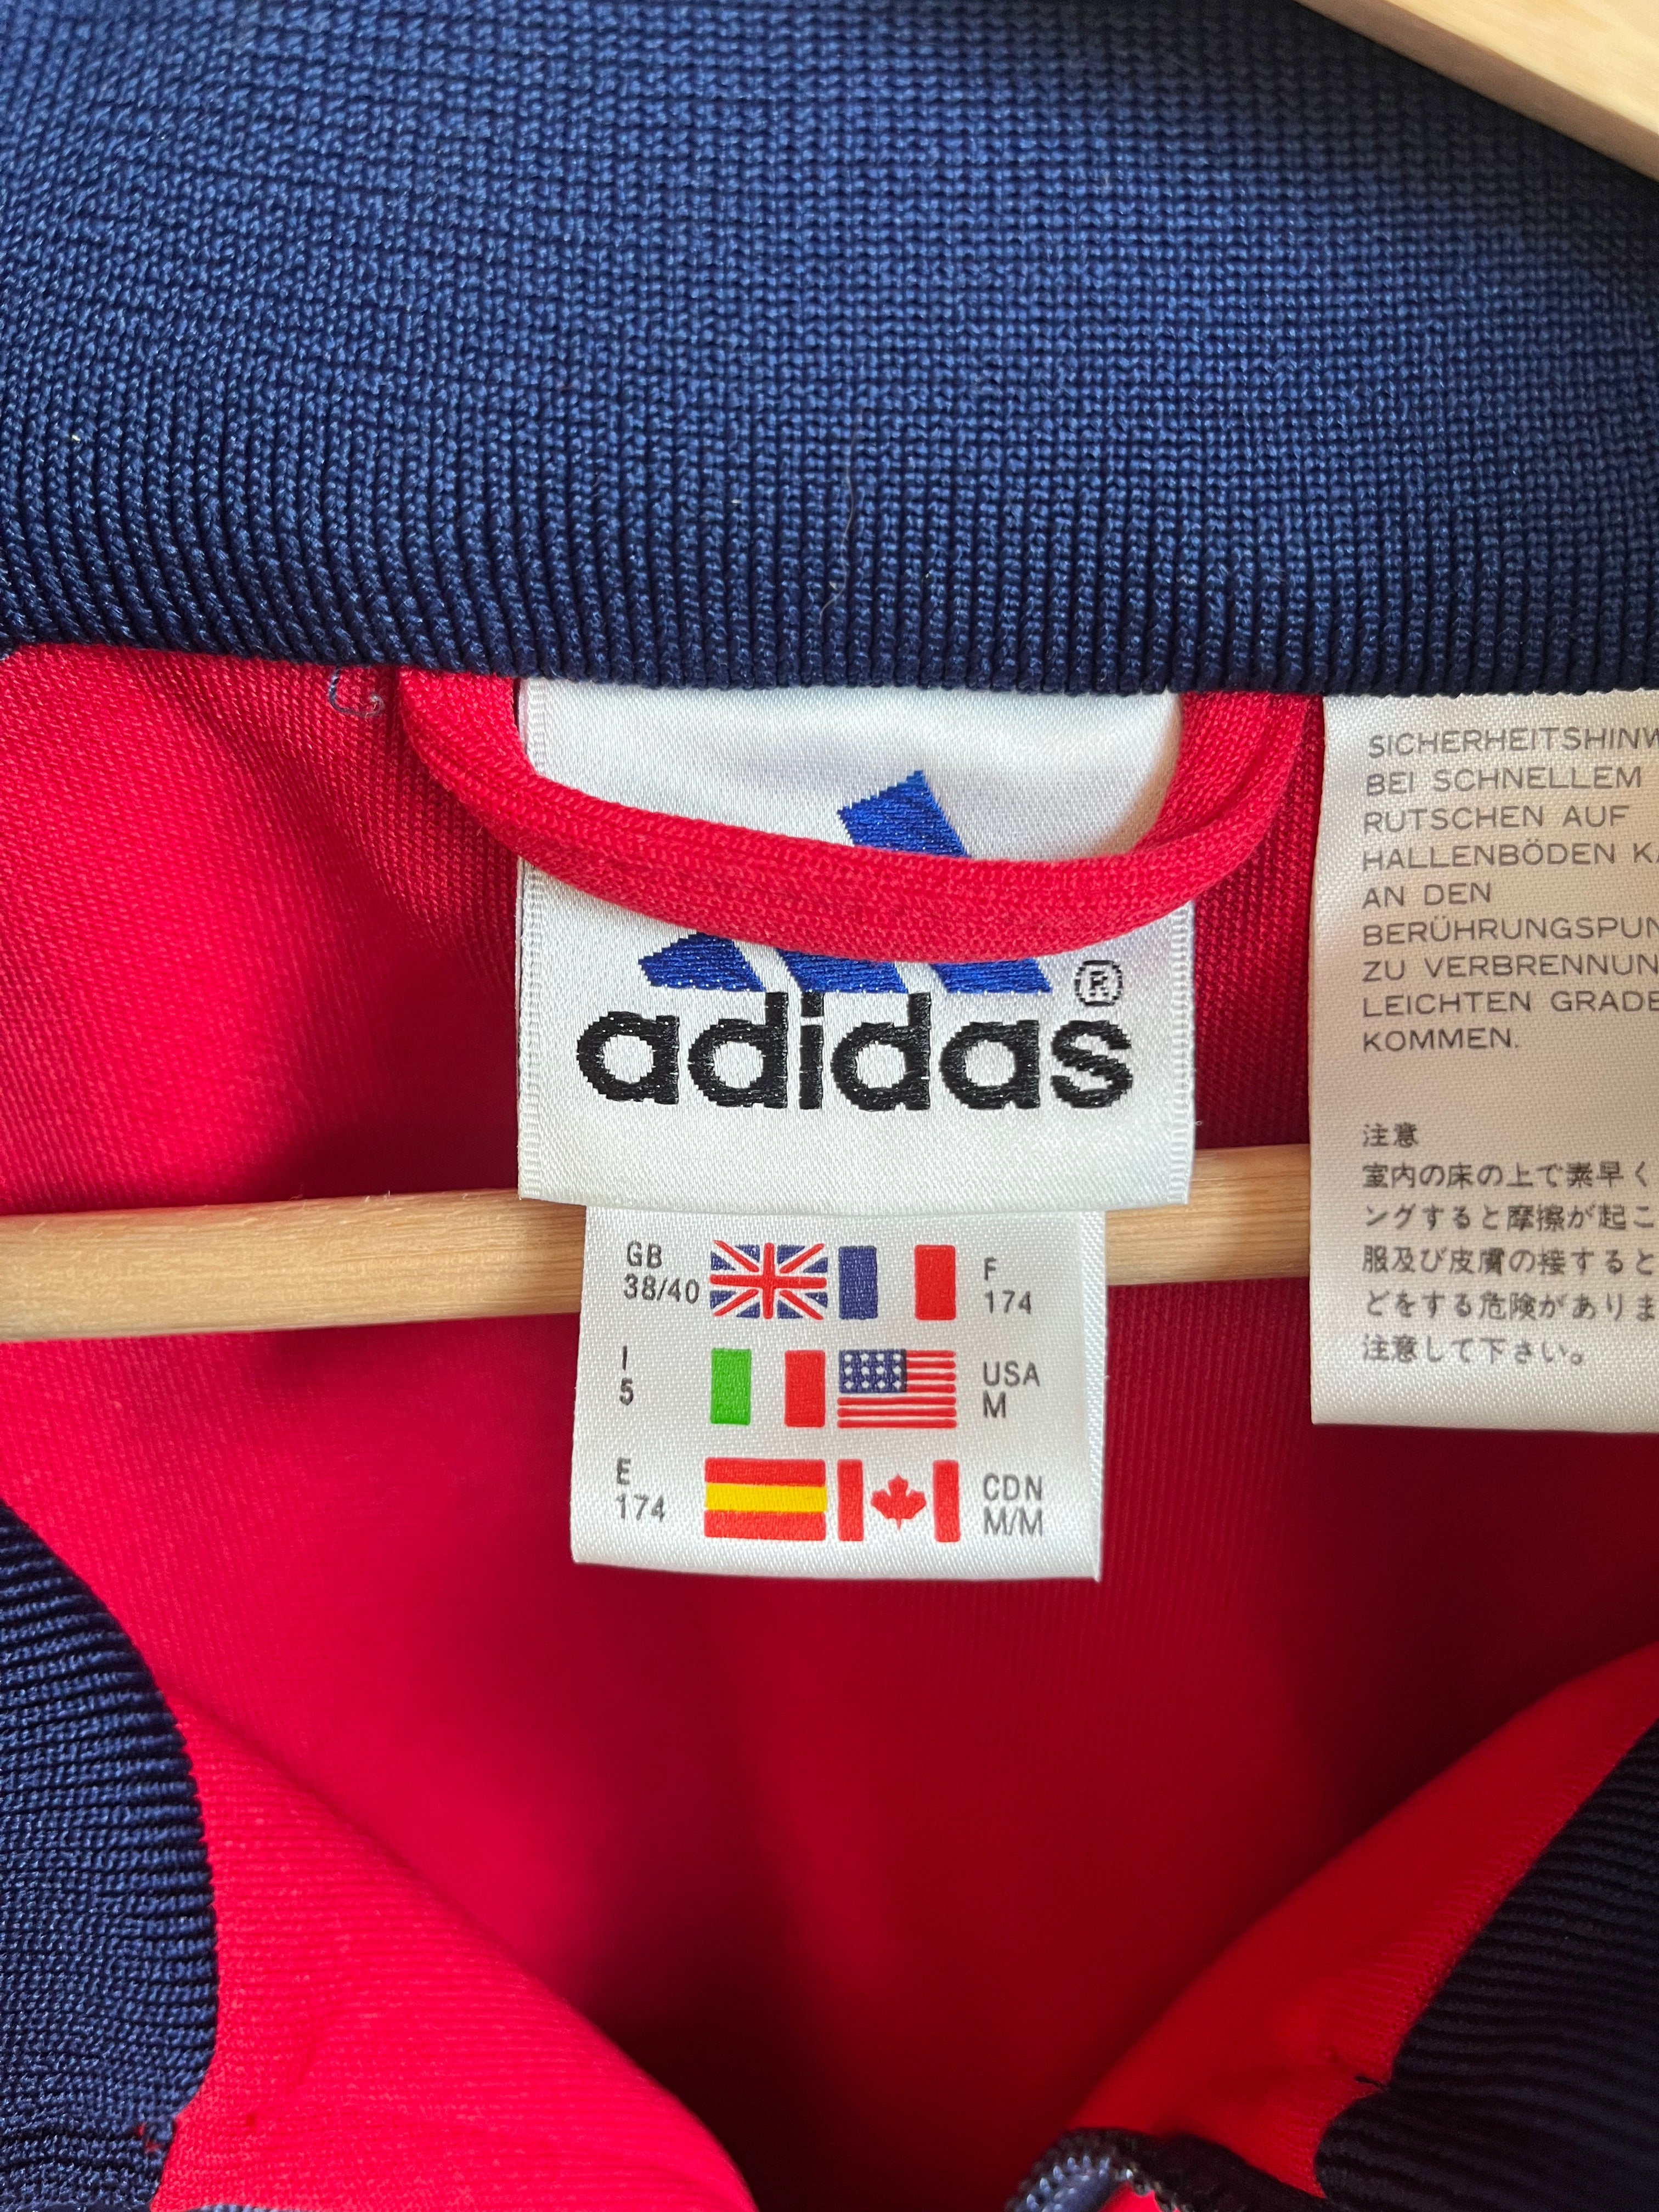 adidas®
GB
38/40
F
174
I
5
USA
M
E
174
CDN
M/M
SICHERHEITSHINW
BEI SCHNELLEM
RUTSCHEN AUF
HALLENBÖDEN KA
AN DEN
BERÜHRUNGSPUN
ZU VERBRENNUN
LEICHTEN GRADE
KOMMEN.
注意
室内の床の上で素早く
ングすると摩擦が起こ
服及び皮膚の接すると
どをする危険がありま
注意して下さい。